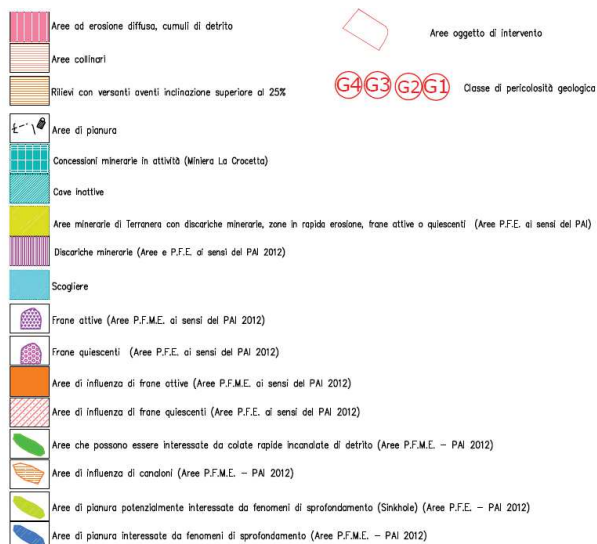 Aree ad erosione diffusa, cumuli di detrito
Aree collinari
Rilievi con versanti aventi inclinazione superiore al 25%
Aree di pianura
Concessioni minerarie in attività (Miniera La Crocetta)
Cave inattive
Aree minerarie di Terranera con discariche minerarie, zone in rapida erosione, frane attive o quiescenti (Aree P.F.E. ai sensi del PAI)
Discariche minerarie (Aree e P.F.E. ai sensi del PAI 2012)
Scogliere
Frane attive (Aree P.F.M.E. ai sensi del PAI 2012)
Frane quiescenti (Aree P.F.E. ai sensi del PAI 2012)
Aree di influenza di frane attive (Aree P.F.M.E. ai sensi del PAI 2012)
Aree di influenza di frane quiescenti (Aree P.F.E. ai sensi del PAI 2012)
Aree che possono essere interessate da colate rapide incanalate di detrito (Aree P.F.M.E. – PAI 2012)
Aree di influenza di canaloni (Aree P.F.M.E. – PAI 2012)
Aree di pianura potenzialmente interessate da fenomeni di sprofondamento (Sinkhole) (Aree P.F.E. – PAI 2012)
Aree di pianura interessate da fenomeni di sprofondamento (Aree P.F.M.E. – PAI 2012)
Aree oggetto di intervento
G4 G3 G2 G1 Classe di pericolosità geologica